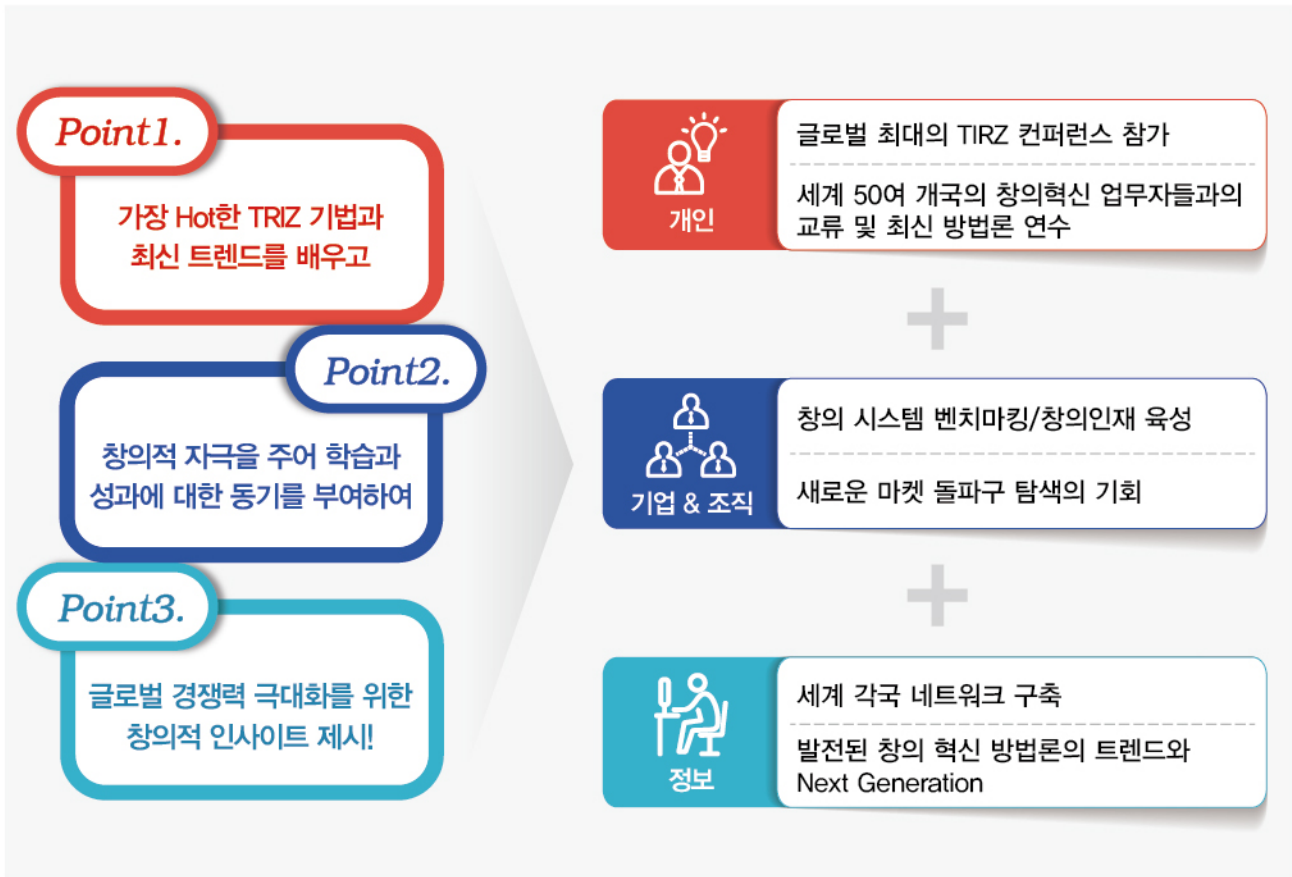 Point1.
가장 Hot한 TRIZ 기법과
최신 트렌드를 배우고
Point2.
창의적 자극을 주어 학습과
성과에 대한 동기를 부여하여
Point3.
글로벌 경쟁력 극대화를 위한
창의적 인사이트 제시!
개인
글로벌 최대의 TIRZ 컨퍼런스 참가
세계 50여 개국의 창의혁신 업무자들과의
교류 및 최신 방법론 연수
+
기업 & 조직
창의 시스템 벤치마킹/창의인재 육성
새로운 마켓 돌파구 탐색의 기회
+
정보
세계 각국 네트워크 구축
발전된 창의 혁신 방법론의 트렌드와
Next Generation